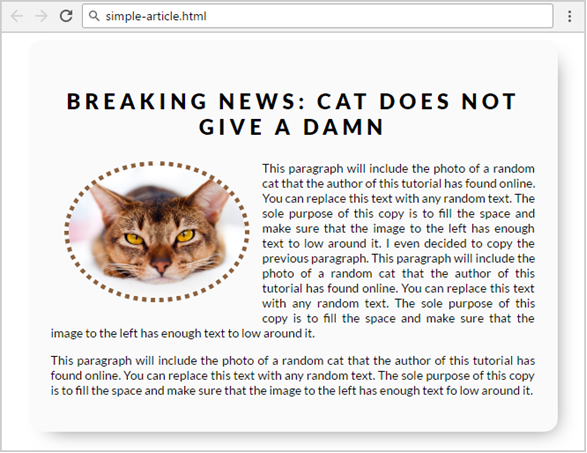 simple-article.html
BREAKING NEWS: CAT DOES NOT
GIVE A DAMN
This paragraph will include the photo of a random
cat that the author of this tutorial has found online.
You can replace this text with any random text. The
sole purpose of this copy is to fill the space and
make sure that the image to the left has enough
text to low around it. I even decided to copy the
previous paragraph. This paragraph will include the
photo of a random cat that the author of this
tutorial has found online. You can replace this text
with any random text. The sole purpose of this
copy is to fill the space and make sure that the
image to the left has enough text to low around it.
This paragraph will include the photo of a random cat that the author of this tutorial has
found online. You can replace this text with any random text. The sole purpose of this copy
is to fill the space and make sure that the image to the left has enough text fo low around it.